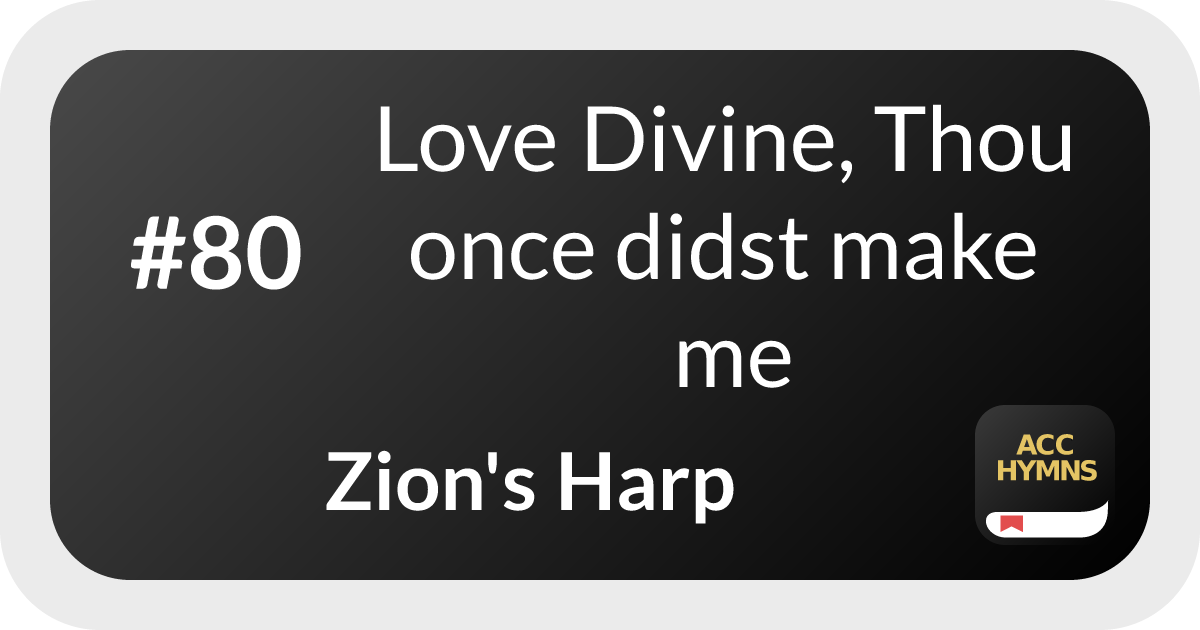 Love Divine, Thou
once didst make
me
#80
Zion's Harp
ACC
HYMNS